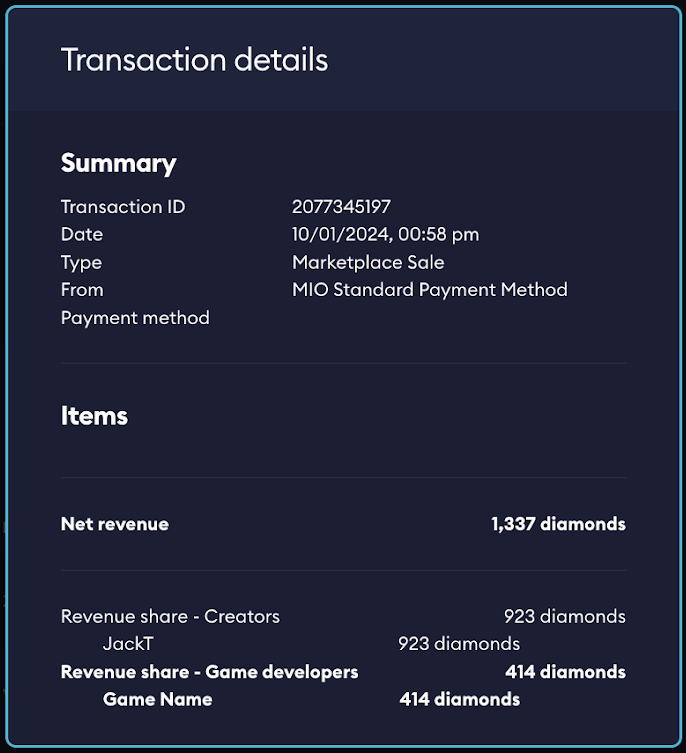 Transaction details
Summary
Transaction ID 2077345197
Date 10/01/2024, 00:58 pm
Type Marketplace Sale
From MIO Standard Payment Method
Payment method
Items
Net revenue 1,337 diamonds
Revenue share - Creators 923 diamonds
JackT 923 diamonds
Revenue share - Game developers 414 diamonds
Game Name 414 diamonds